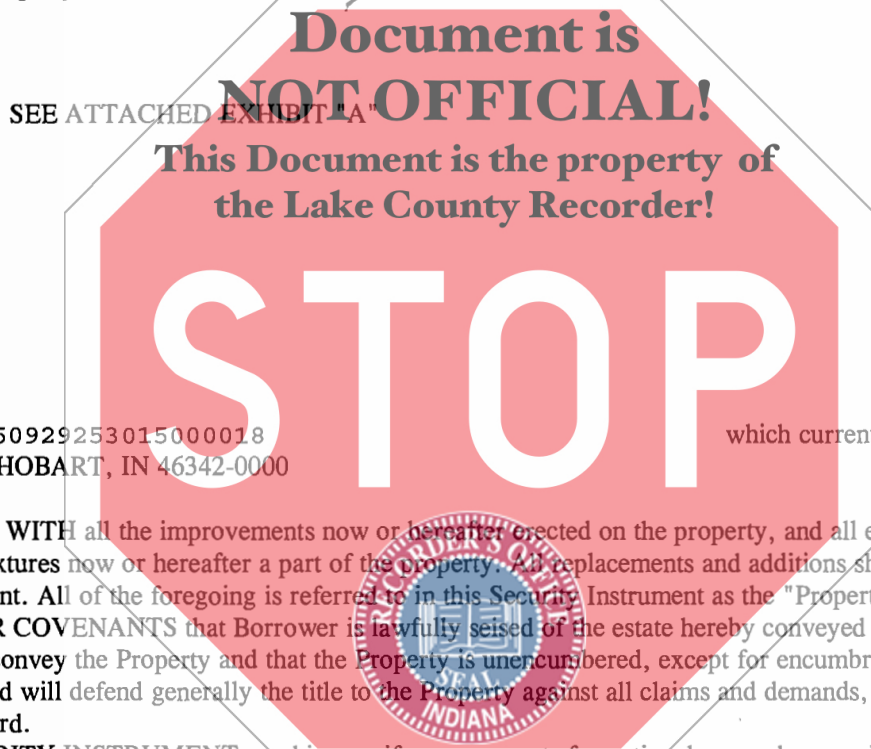 Document is
NOT OFFICIAL!
SEE ATTACHED EXHIBIT "A"
This Document is the property of
the Lake County Recorder!
STOP
50929253015000018 which current
HOBART, IN 46342-0000
WITH all the improvements now or hereafter erected on the property, and all e
xtures now or hereafter a part of the property. All replacements and additions sh
nt. All of the foregoing is referred to in this Security Instrument as the "Propert
R COVENANTS that Borrower is lawfully seised of the estate hereby conveyed
onvey the Property and that the Property is unencumbered, except for encumbr
d will defend generally the title to the Property against all claims and demands,
rd.
RECORDER'S OFFICE
SEAL
INDIANA
INSTRUMENT